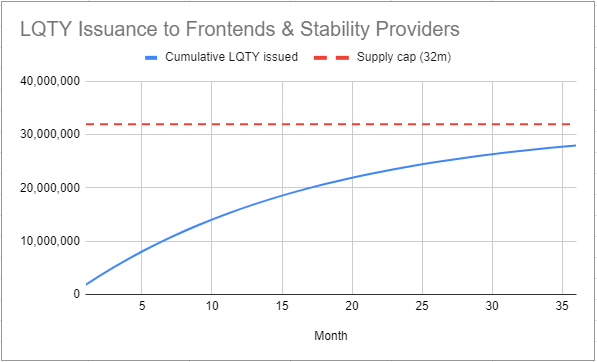 LQTY Issuance to Frontends & Stability Providers
Cumulative LQTY issued Supply cap (32m)
40,000,000
30,000,000
20,000,000
10,000,000
0
5 10 15 20 25 30 35
Month